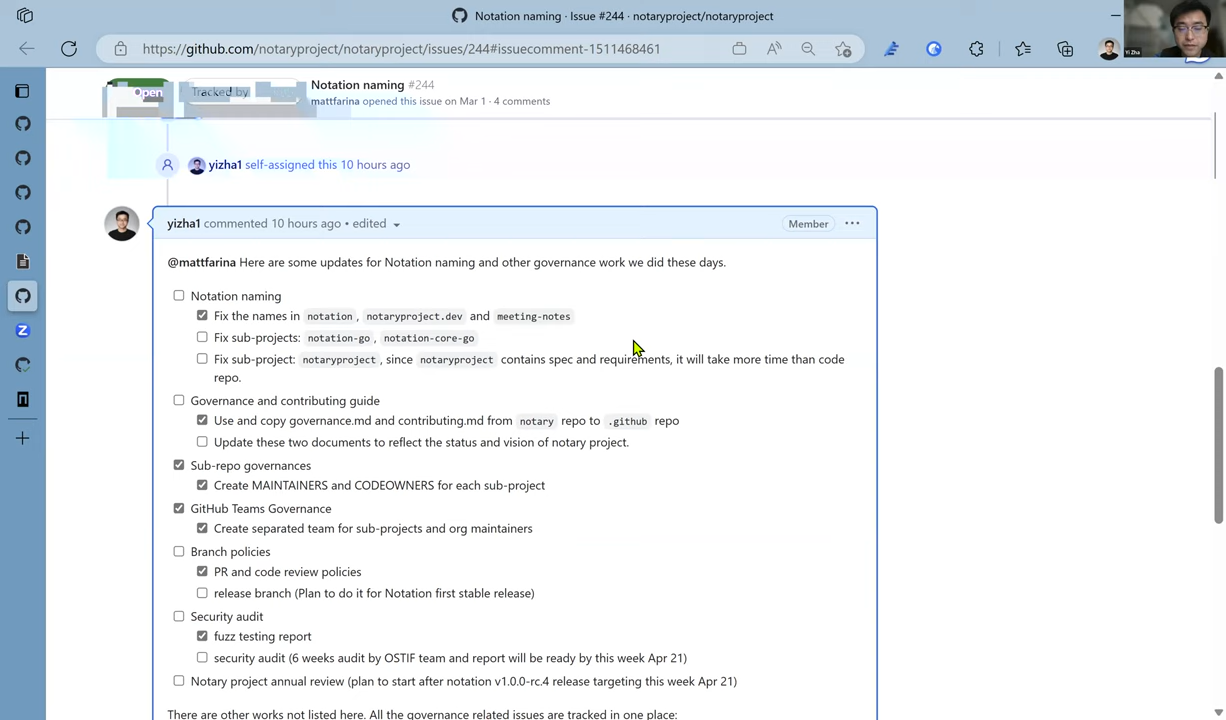 Notation naming · Issue #244 · notaryproject/notaryproject
https://github.com/notaryproject/notaryproject/issues/244#issuecomment-1511468461
Yi Zha
Open
Tracked by
Notation naming #244
mattfarina opened this issue on Mar 1 · 4 comments
yizha1 self-assigned this 10 hours ago
yizha1 commented 10 hours ago • edited
Member
@mattfarina Here are some updates for Notation naming and other governance work we did these days.
Notation naming
Fix the names in notation, notaryproject.dev and meeting-notes
Fix sub-projects: notation-go, notation-core-go
Fix sub-project: notaryproject, since notaryproject contains spec and requirements, it will take more time than code
repo.
Governance and contributing guide
Use and copy governance.md and contributing.md from notary repo to .github repo
Update these two documents to reflect the status and vision of notary project.
Sub-repo governances
Create MAINTAINERS and CODEOWNERS for each sub-project
GitHub Teams Governance
Create separated team for sub-projects and org maintainers
Branch policies
PR and code review policies
release branch (Plan to do it for Notation first stable release)
Security audit
fuzz testing report
security audit (6 weeks audit by OSTIF team and report will be ready by this week Apr 21)
Notary project annual review (plan to start after notation v1.0.0-rc.4 release targeting this week Apr 21)
There are other works not listed here. All the governance related issues are tracked in one place: